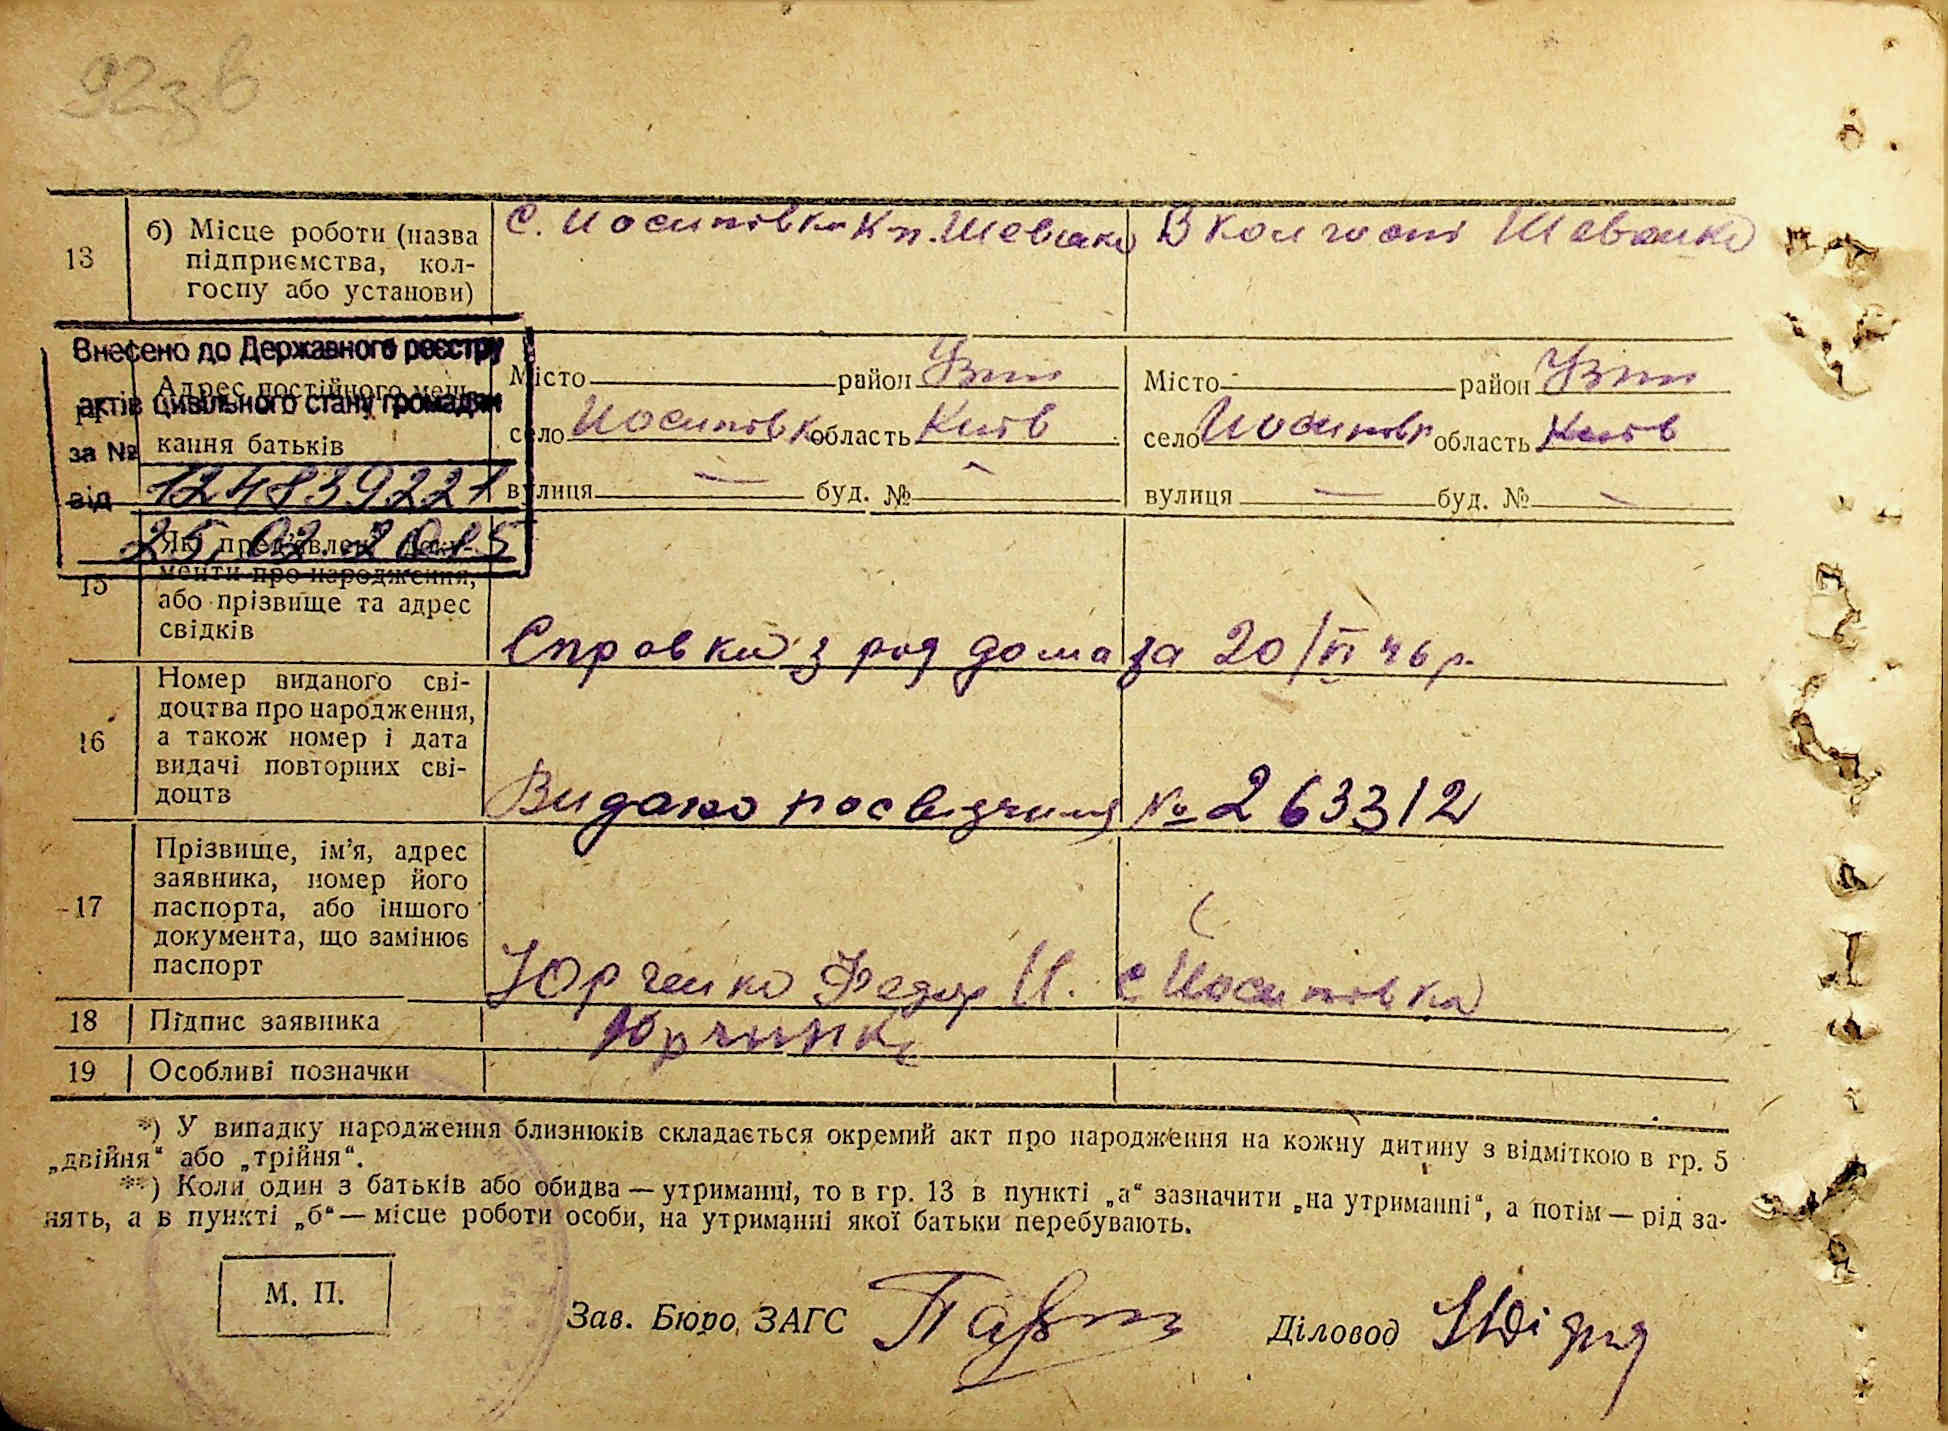 92зв
13
б) Місце роботи (назва
підприємства, кол-
госпу або установи)
С. Йосиповка К-п. Шевченко
В колгоспі Шевченко
Внесено до Державного реєстру
актів цивільного стану громадян
за №
від
1248392271
25.02.2015
Адрес постійного меш-
кання батьків
Місто район Узин
село Йосиповк область Київ
вулиця — буд. № —
Місто район Узин
село Йосиповк область Київ
вулиця — буд. № —
15
Які пред'явлені доку-
менти про народження,
або прізвище та адрес
свідків
Справка з род дома за 20/VI 46 р.
16
Номер виданого сві-
доцтва про народження,
а також номер і дата
видачі повторних сві-
доцтв
Видано посвідчиня № 263312
17
Прізвище, ім'я, адрес
заявника, номер його
паспорта, або іншого
документа, що замінює
паспорт
Юрченко Федор И. с Йосиповка
18 Підпис заявника
Юрчинк
19 Особливі позначки
*) У випадку народження близнюків складається окремий акт про народження на кожну дитину з відміткою в гр. 5
„двійня“ або „трійня“.
**) Коли один з батьків або обидва — утриманці, то в гр. 13 в пункті „а“ зазначити „на утриманні“, а потім — рід за-
нять, а в пункті „б“ — місце роботи особи, на утриманні якої батьки перебувають.
М. П.
Зав. Бюро ЗАГС
Діловод